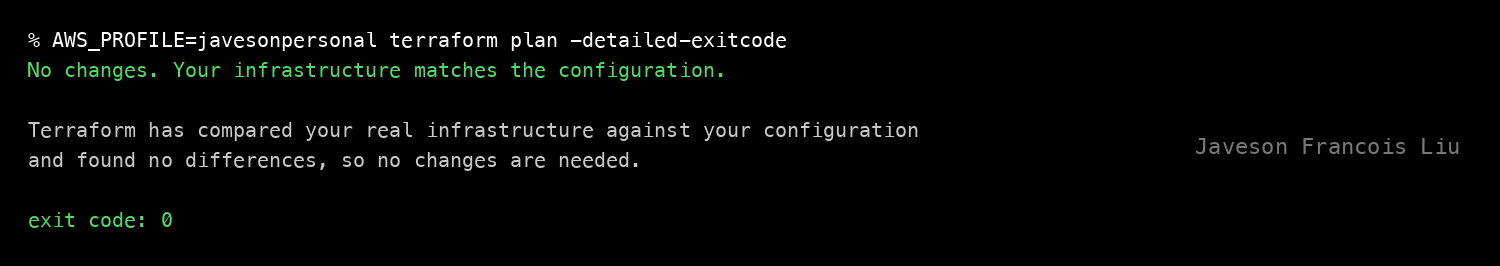 % AWS_PROFILE=javesonpersonal terraform plan -detailed-exitcode
No changes. Your infrastructure matches the configuration.
Terraform has compared your real infrastructure against your configuration
and found no differences, so no changes are needed.
Javeson Francois Liu
exit code: 0